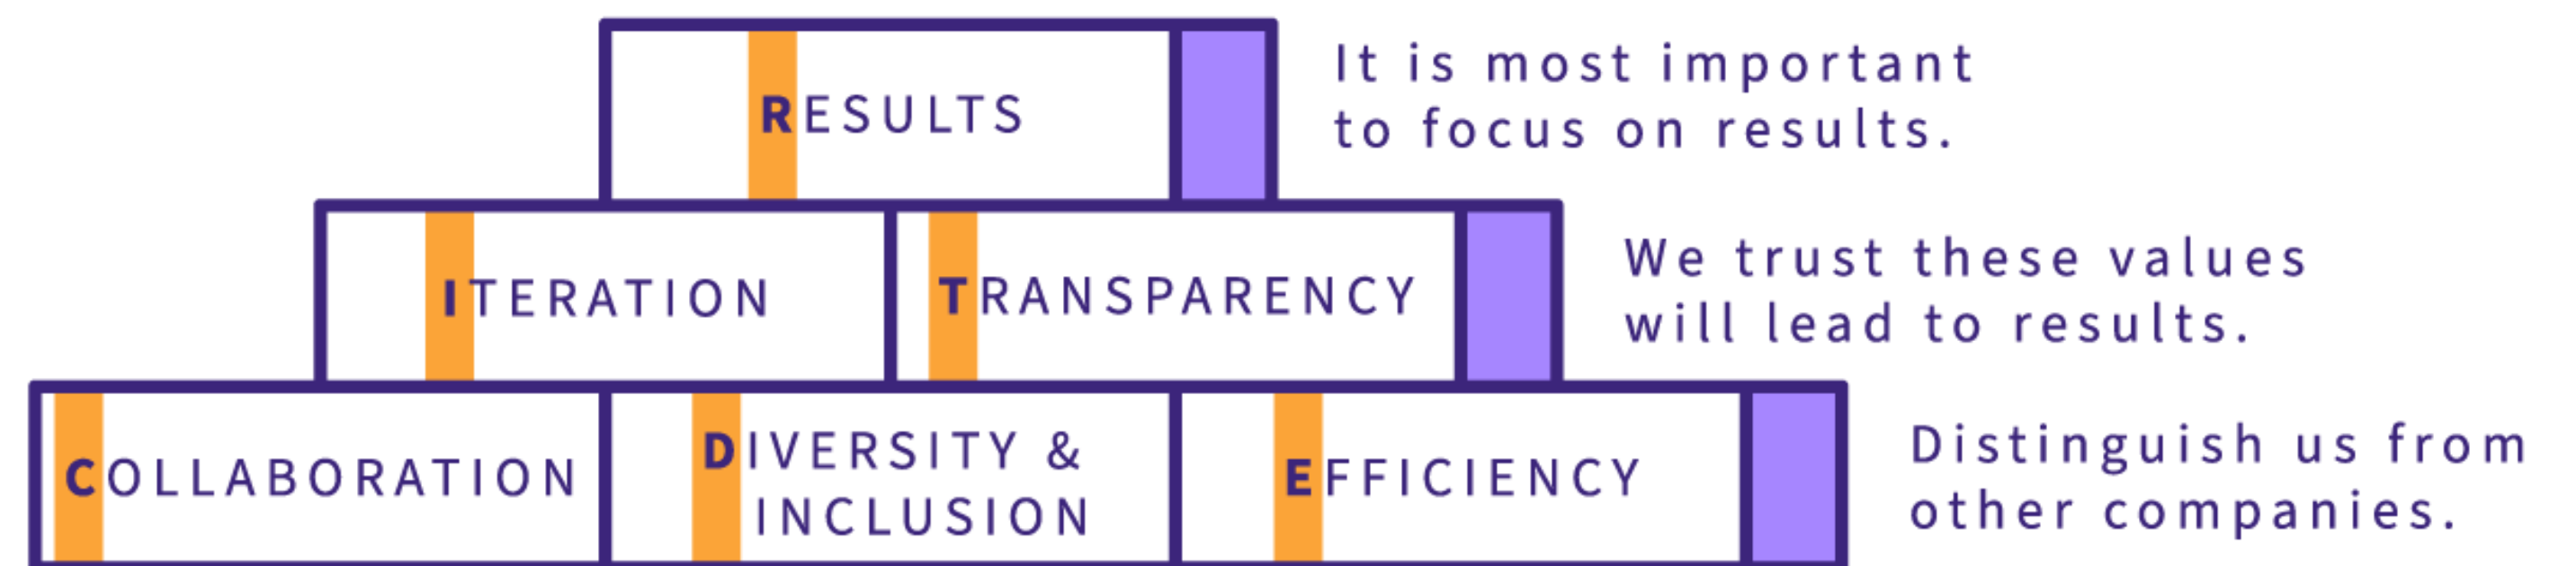 RESULTS
It is most important
to focus on results.
ITERATION
TRANSPARENCY
We trust these values
will lead to results.
COLLABORATION
DIVERSITY &
INCLUSION
EFFICIENCY
Distinguish us from
other companies.